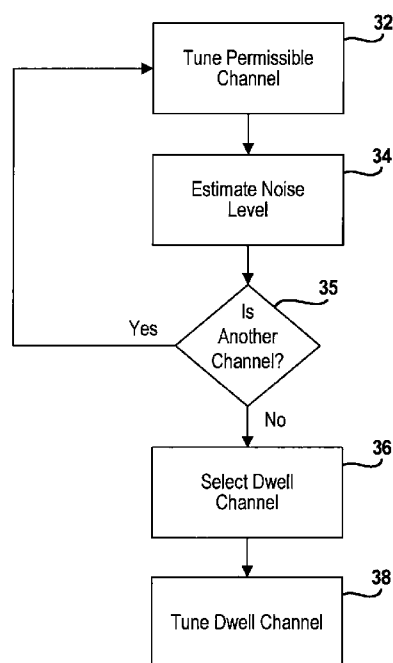 32
Tune Permissible
Channel
34
Estimate Noise
Level
35
Is
Another
Channel?
Yes
No
36
Select Dwell
Channel
38
Tune Dwell Channel